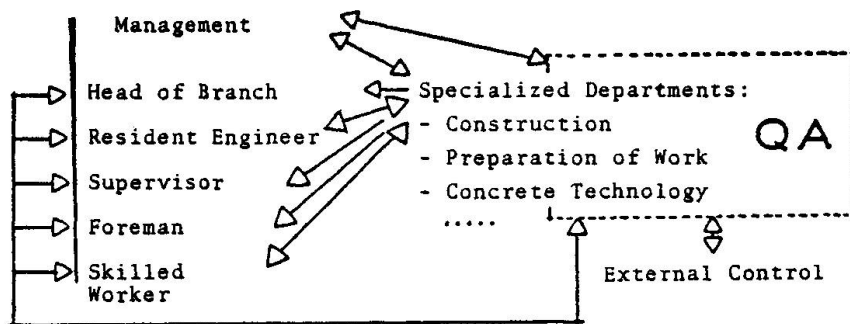 Management
Head of Branch
Resident Engineer
Supervisor
Foreman
Skilled
Worker
Specialized Departments:
- Construction
- Preparation of Work
- Concrete Technology
.....
QA
External Control